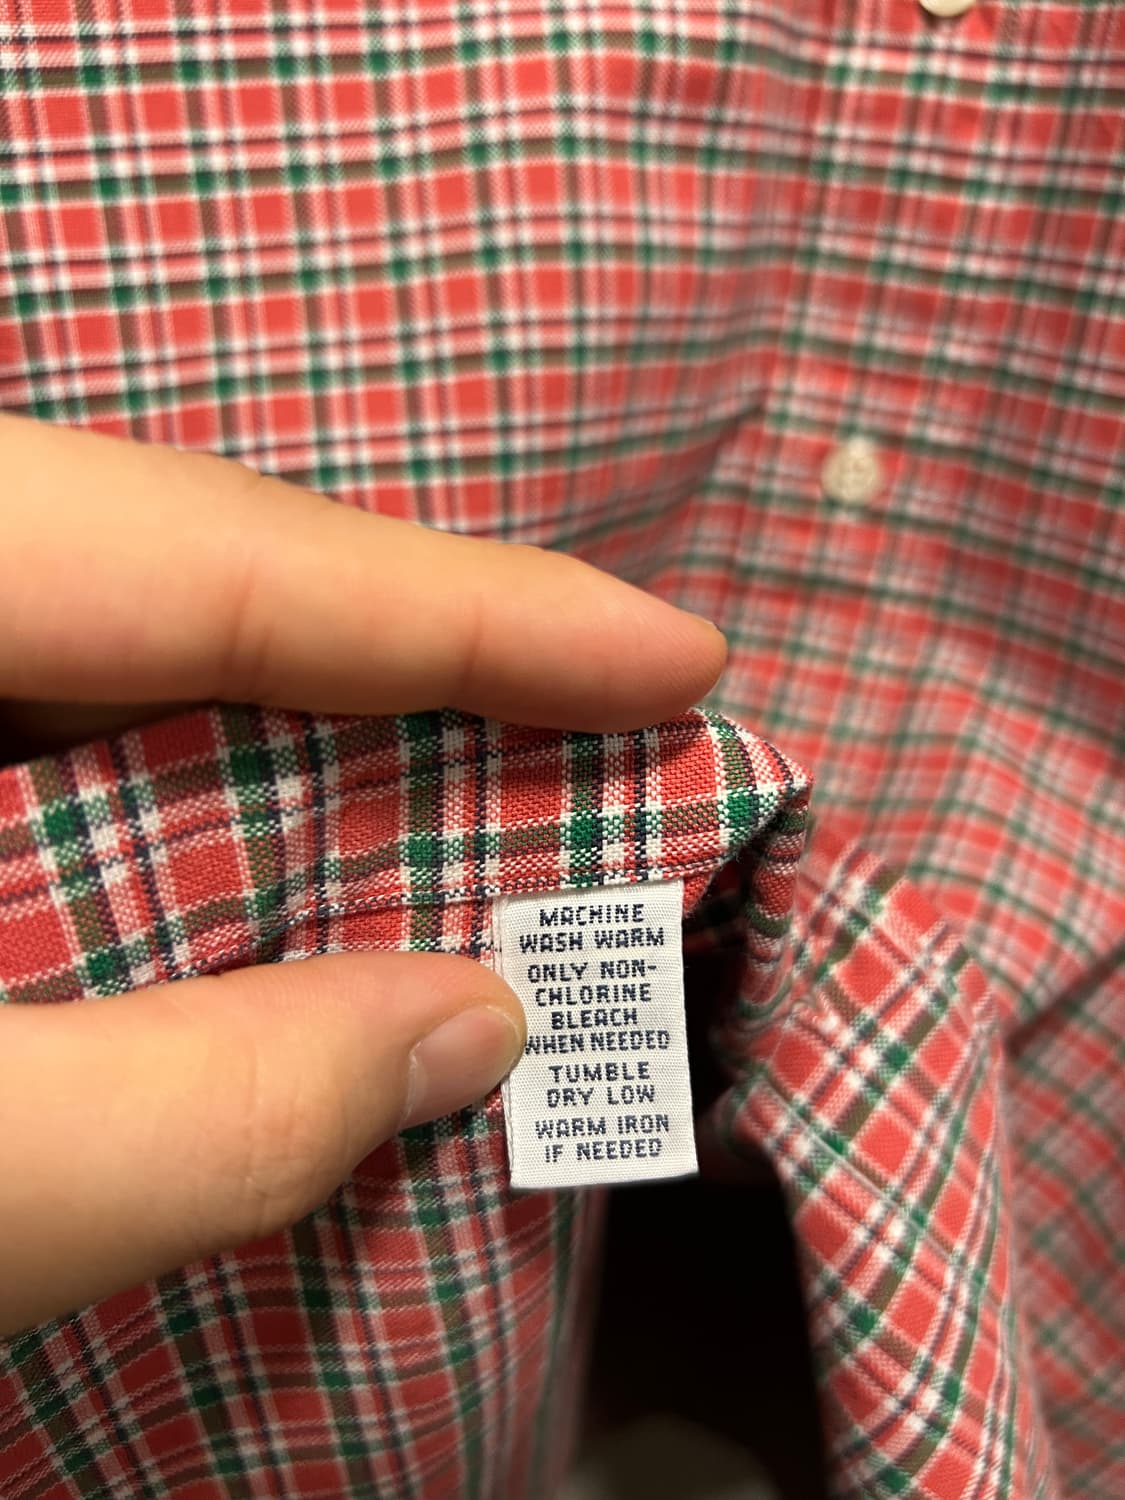 MACHINE
WASH WARM
ONLY NON-
CHLORINE
BLEACH
WHEN NEEDED
TUMBLE
DRY LOW
WARM IRON
IF NEEDED